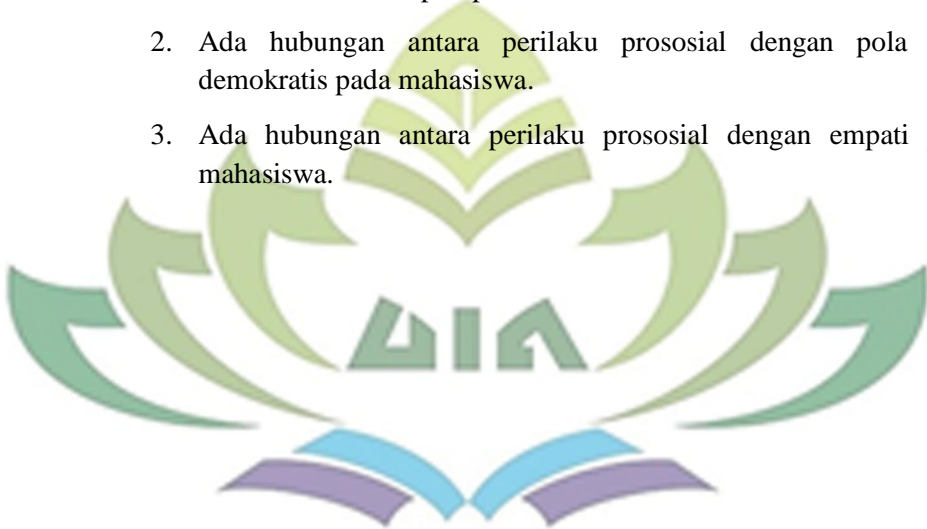 2. Ada hubungan antara perilaku prososial dengan pola
demokratis pada mahasiswa.
3. Ada hubungan antara perilaku prososial dengan empati
mahasiswa.
UIN